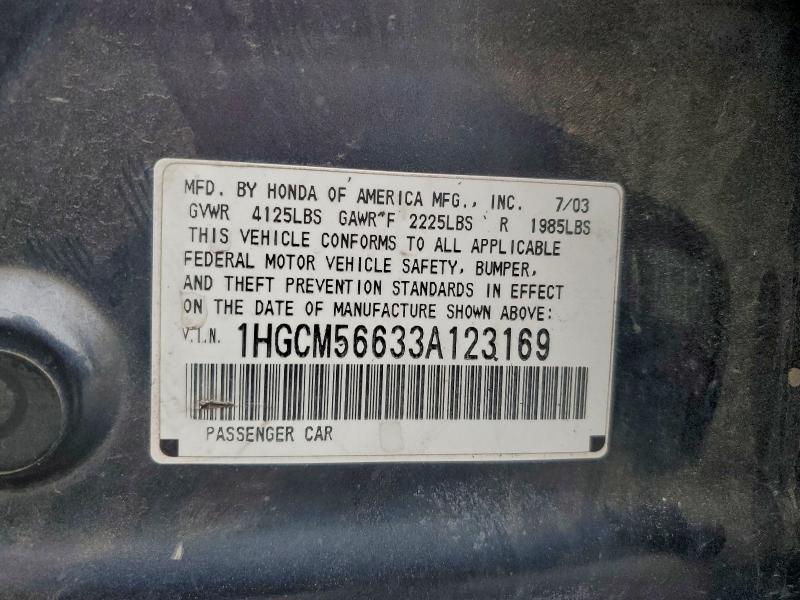 MFD. BY HONDA OF AMERICA MFG., INC. 7/03
GVWR 4125LBS GAWR F 2225LBS R 1985LBS
THIS VEHICLE CONFORMS TO ALL APPLICABLE
FEDERAL MOTOR VEHICLE SAFETY, BUMPER,
AND THEFT PREVENTION STANDARDS IN EFFECT
ON THE DATE OF MANUFACTURE SHOWN ABOVE:
V.I.N. 1HGCM56633A123169
PASSENGER CAR